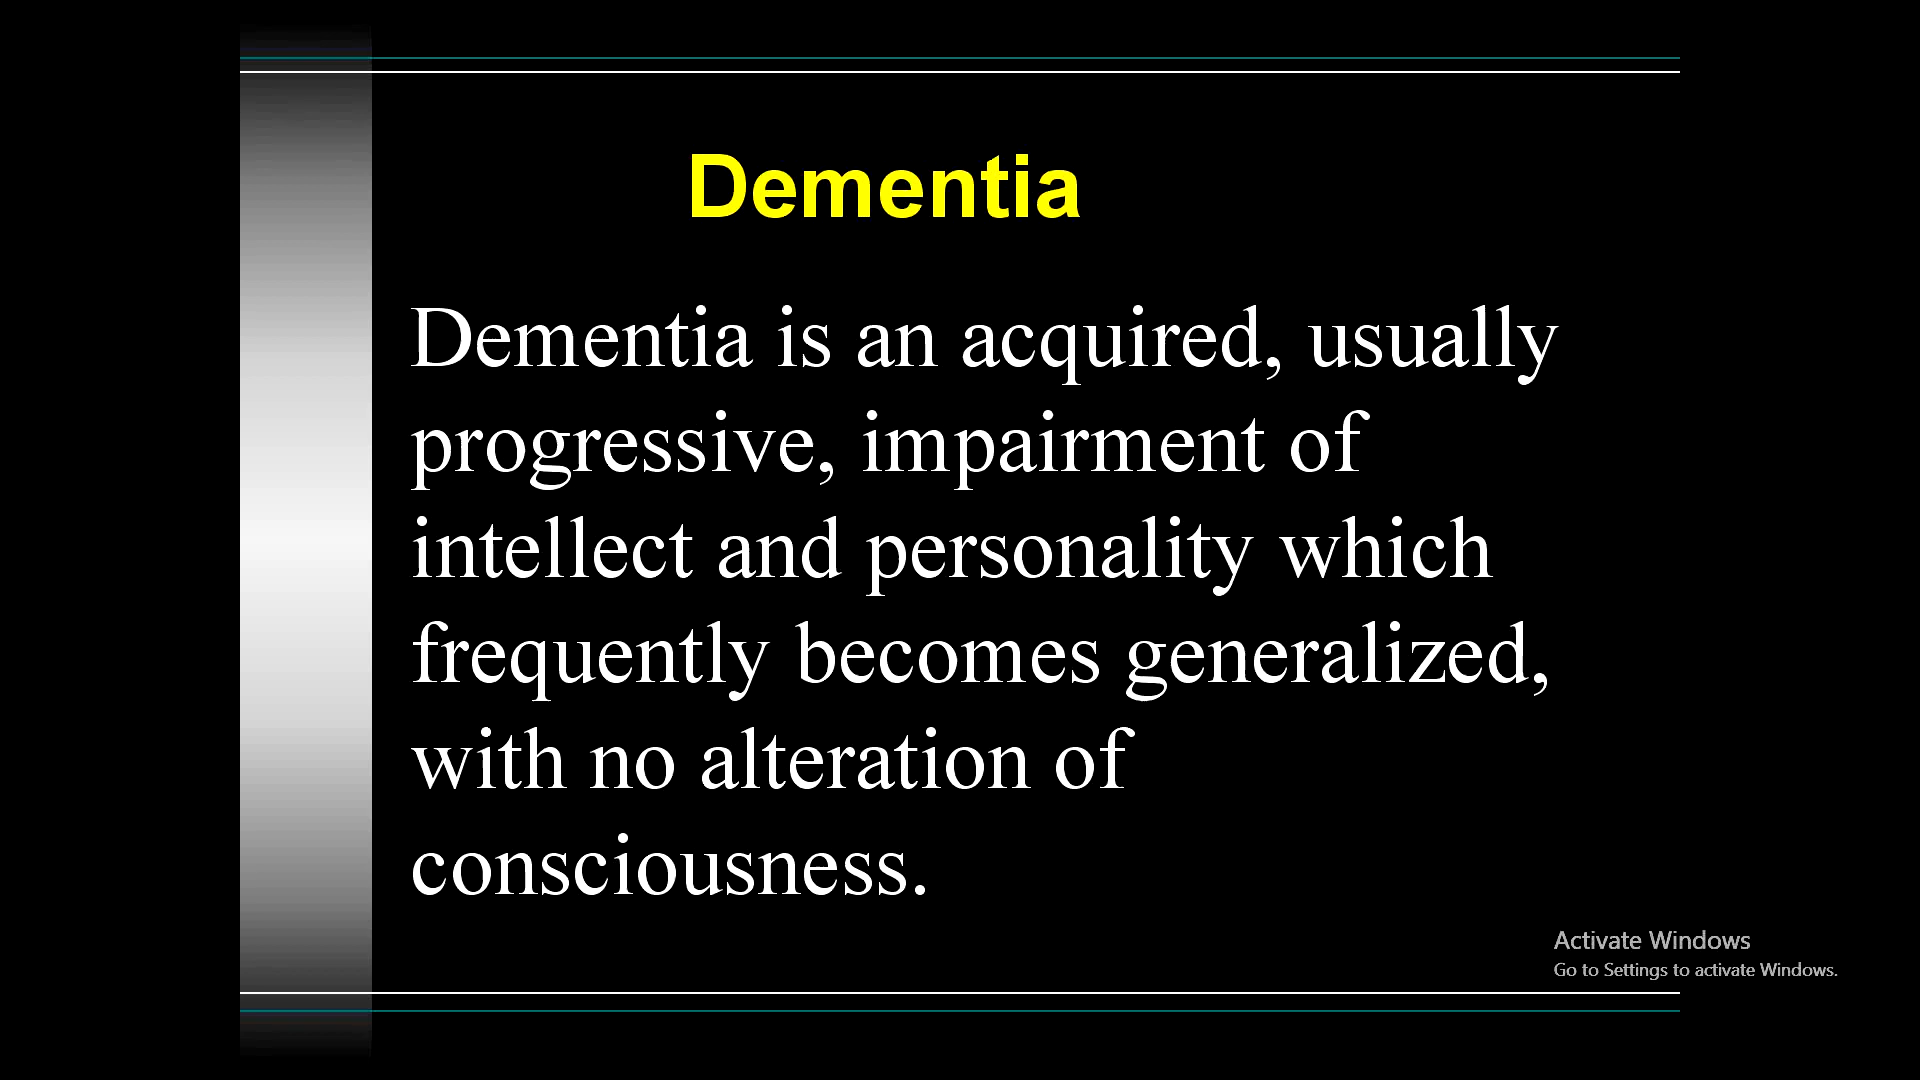 Dementia
Dementia is an acquired, usually
progressive, impairment of
intellect and personality which
frequently becomes generalized,
with no alteration of
consciousness.
Activate Windows
Go to Settings to activate Windows.